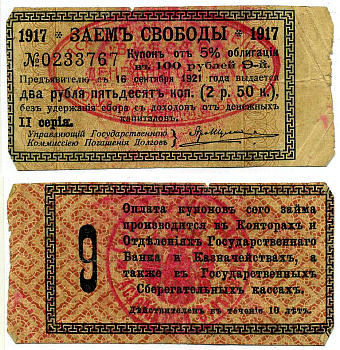 1917 * ЗАЕМЪ СВОБОДЫ * 1917
№0233767 Купонъ отъ 5% облигаціи
въ 100 рублей 9-й.
Предъявителю съ 16 сентября 1921 года выдается
два рубля пятьдесятъ коп. (2 р. 50 к.),
безъ удержанія сбора съ доходовъ отъ денежныхъ
капиталовъ.
II серія.
Управляющій Государственною
Коммиссіею Погашенія Долговъ
9
Оплата купоновъ сего займа
производится въ Конторахъ и
Отдѣленіяхъ Государственнаго
Банка и Казначействахъ, а
также въ Государственныхъ
Сберегательныхъ кассахъ.
Дѣйствителенъ въ теченіе 10 лѣтъ.